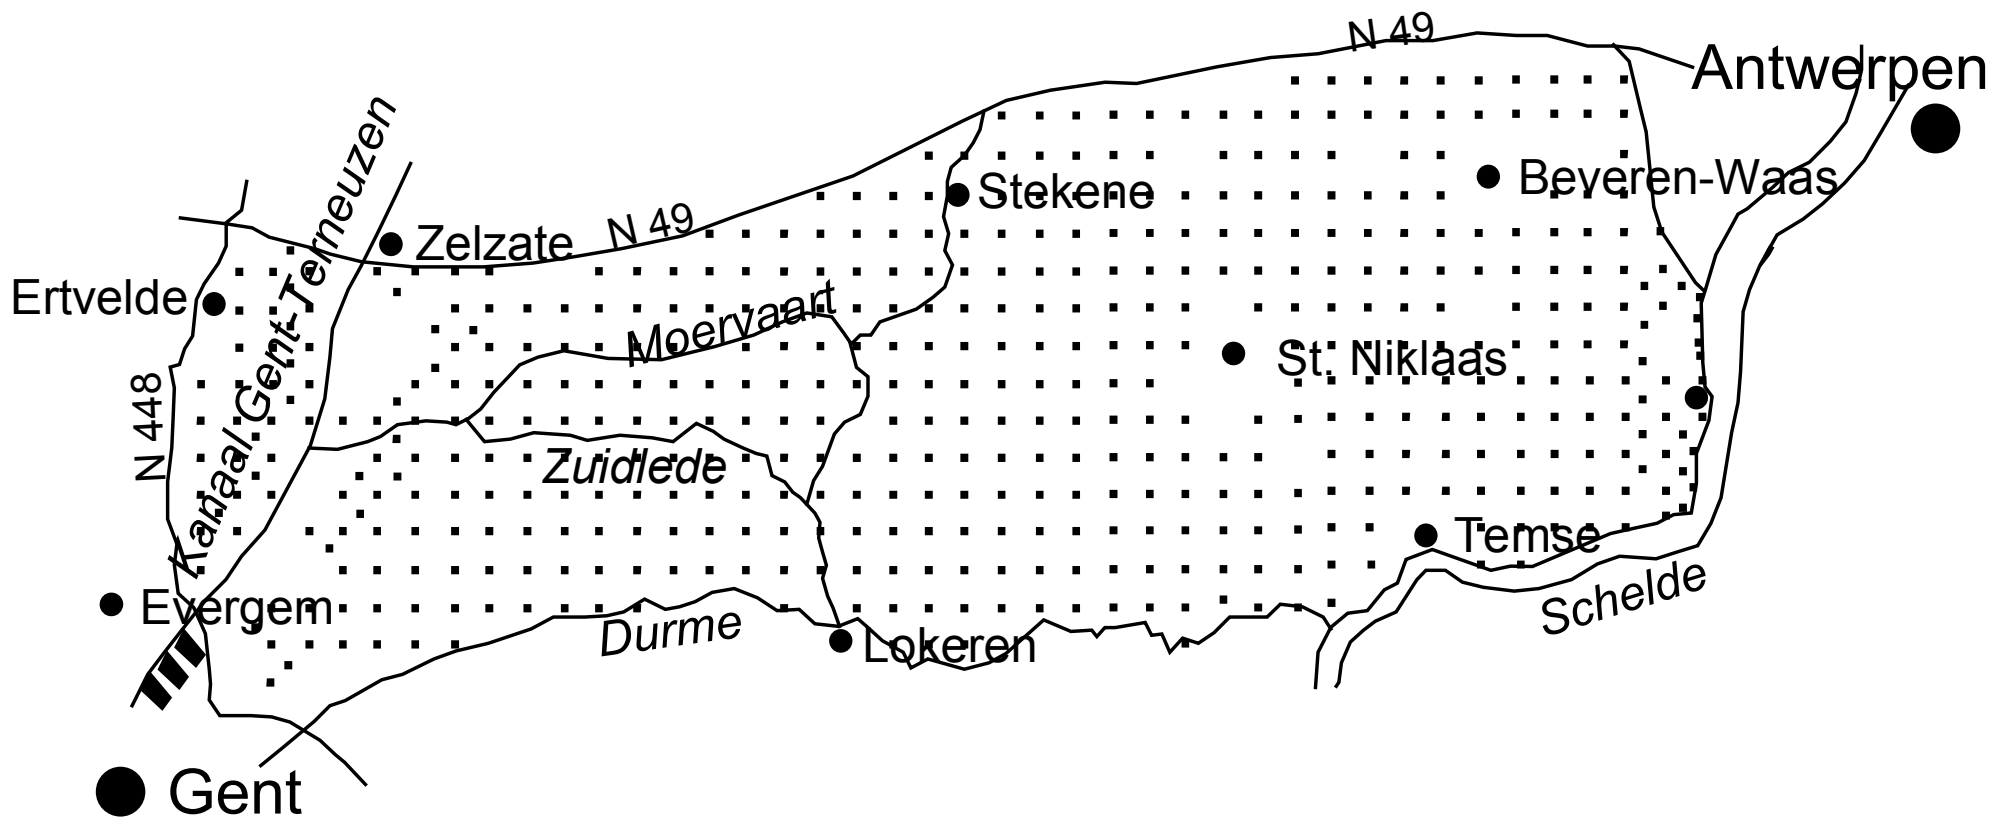 N 49
Antwerpen
Kanaal Gent-Terneuzen
Stekene
Beveren-Waas
N 49
Zelzate
Ertvelde
Moervaart
St. Niklaas
N 448
Zuidlede
Temse
Schelde
Evergem
Durme
Lokeren
Gent